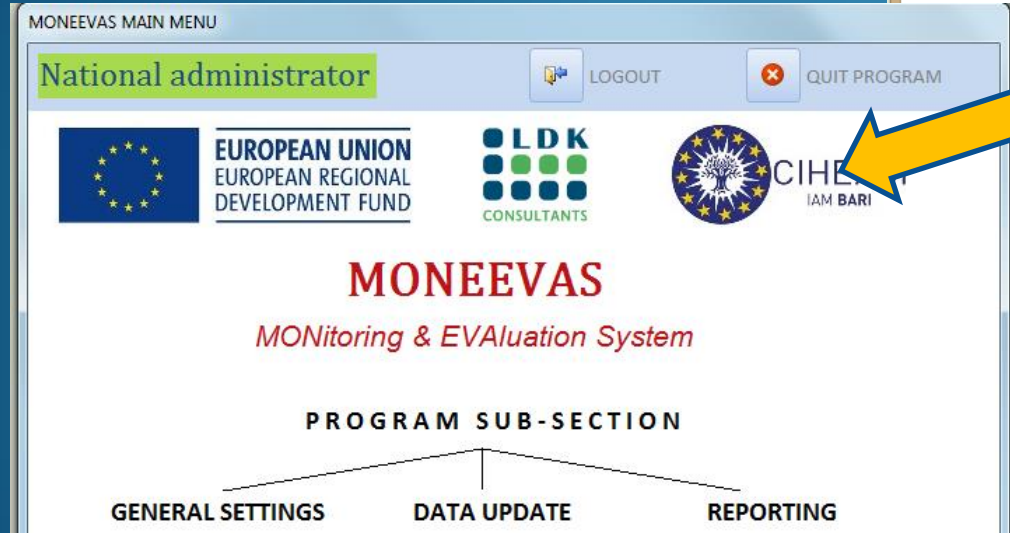 MONEEVAS MAIN MENU
National administrator LOGOUT QUIT PROGRAM
EUROPEAN UNION
EUROPEAN REGIONAL
DEVELOPMENT FUND
LDK
CONSULTANTS
IAM BARI
MONEEVAS
MONitoring & EVAluation System
PROGRAM SUB-SECTION
GENERAL SETTINGS DATA UPDATE REPORTING